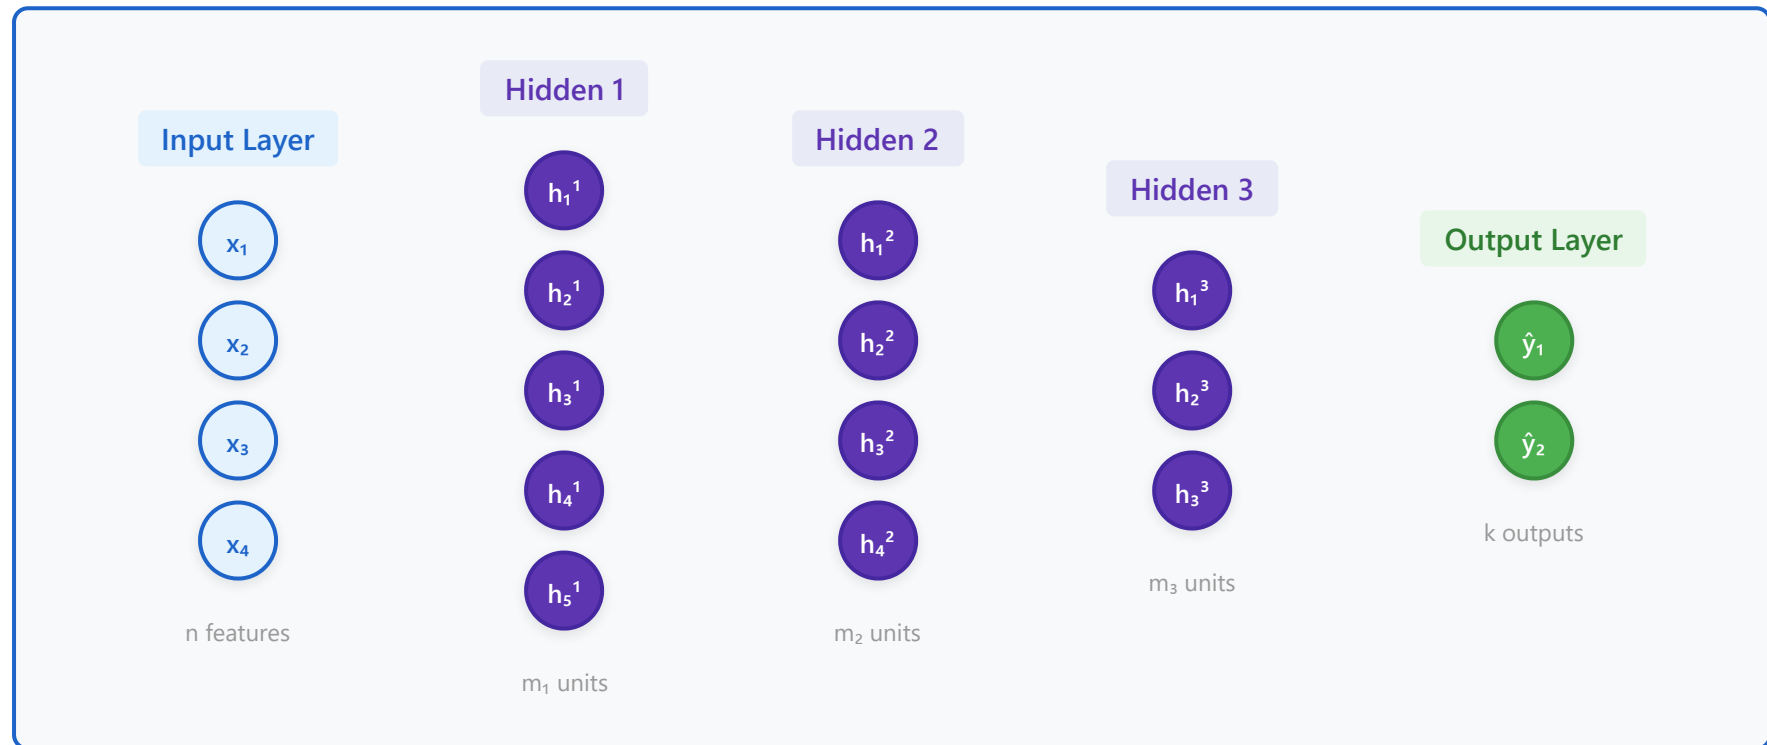 Input Layer
x₁
x₂
x₃
x₄
n features
Hidden 1
h₁¹
h₂¹
h₃¹
h₄¹
h₅¹
m₁ units
Hidden 2
h₁²
h₂²
h₃²
h₄²
m₂ units
Hidden 3
h₁³
h₂³
h₃³
m₃ units
Output Layer
ŷ₁
ŷ₂
k outputs